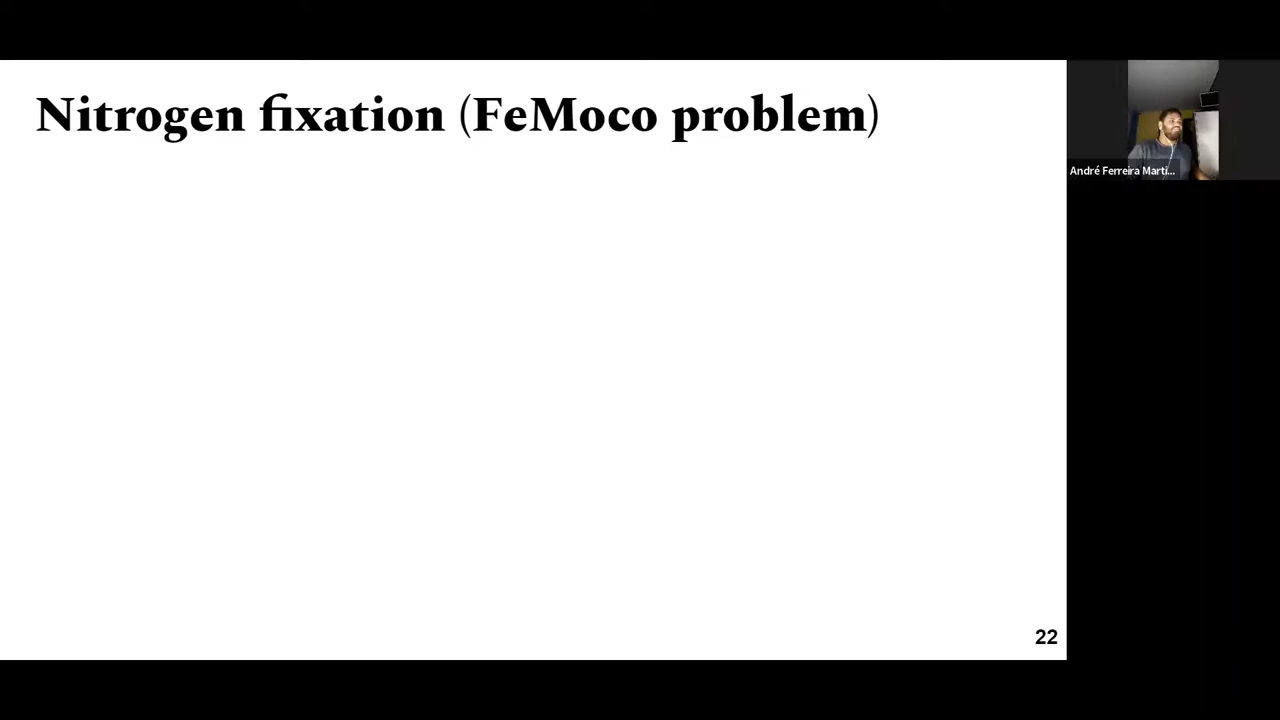 Nitrogen fixation (FeMoco problem)
André Ferreira Marti...
22